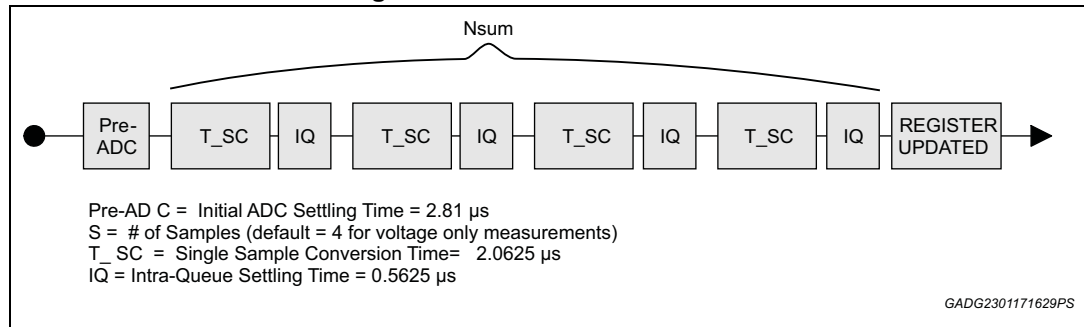 Nsum
Pre-
ADC
T_SC
IQ
T_SC
IQ
T_SC
IQ
T_SC
IQ
REGISTER
UPDATED
Pre-AD C = Initial ADC Settling Time = 2.81 µs
S = # of Samples (default = 4 for voltage only measurements)
T_ SC = Single Sample Conversion Time= 2.0625 µs
IQ = Intra-Queue Settling Time = 0.5625 µs
GADG2301171629PS